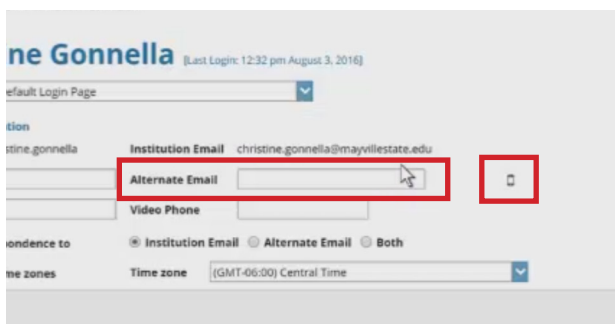 ne Gonnella [Last Login: 12:32 pm August 3, 2016]
efault Login Page
tion
stine.gonnella Institution Email christine.gonnella@mayvillestate.edu
Alternate Email
Video Phone
pondence to Institution Email Alternate Email Both
me zones Time zone (GMT-06:00) Central Time